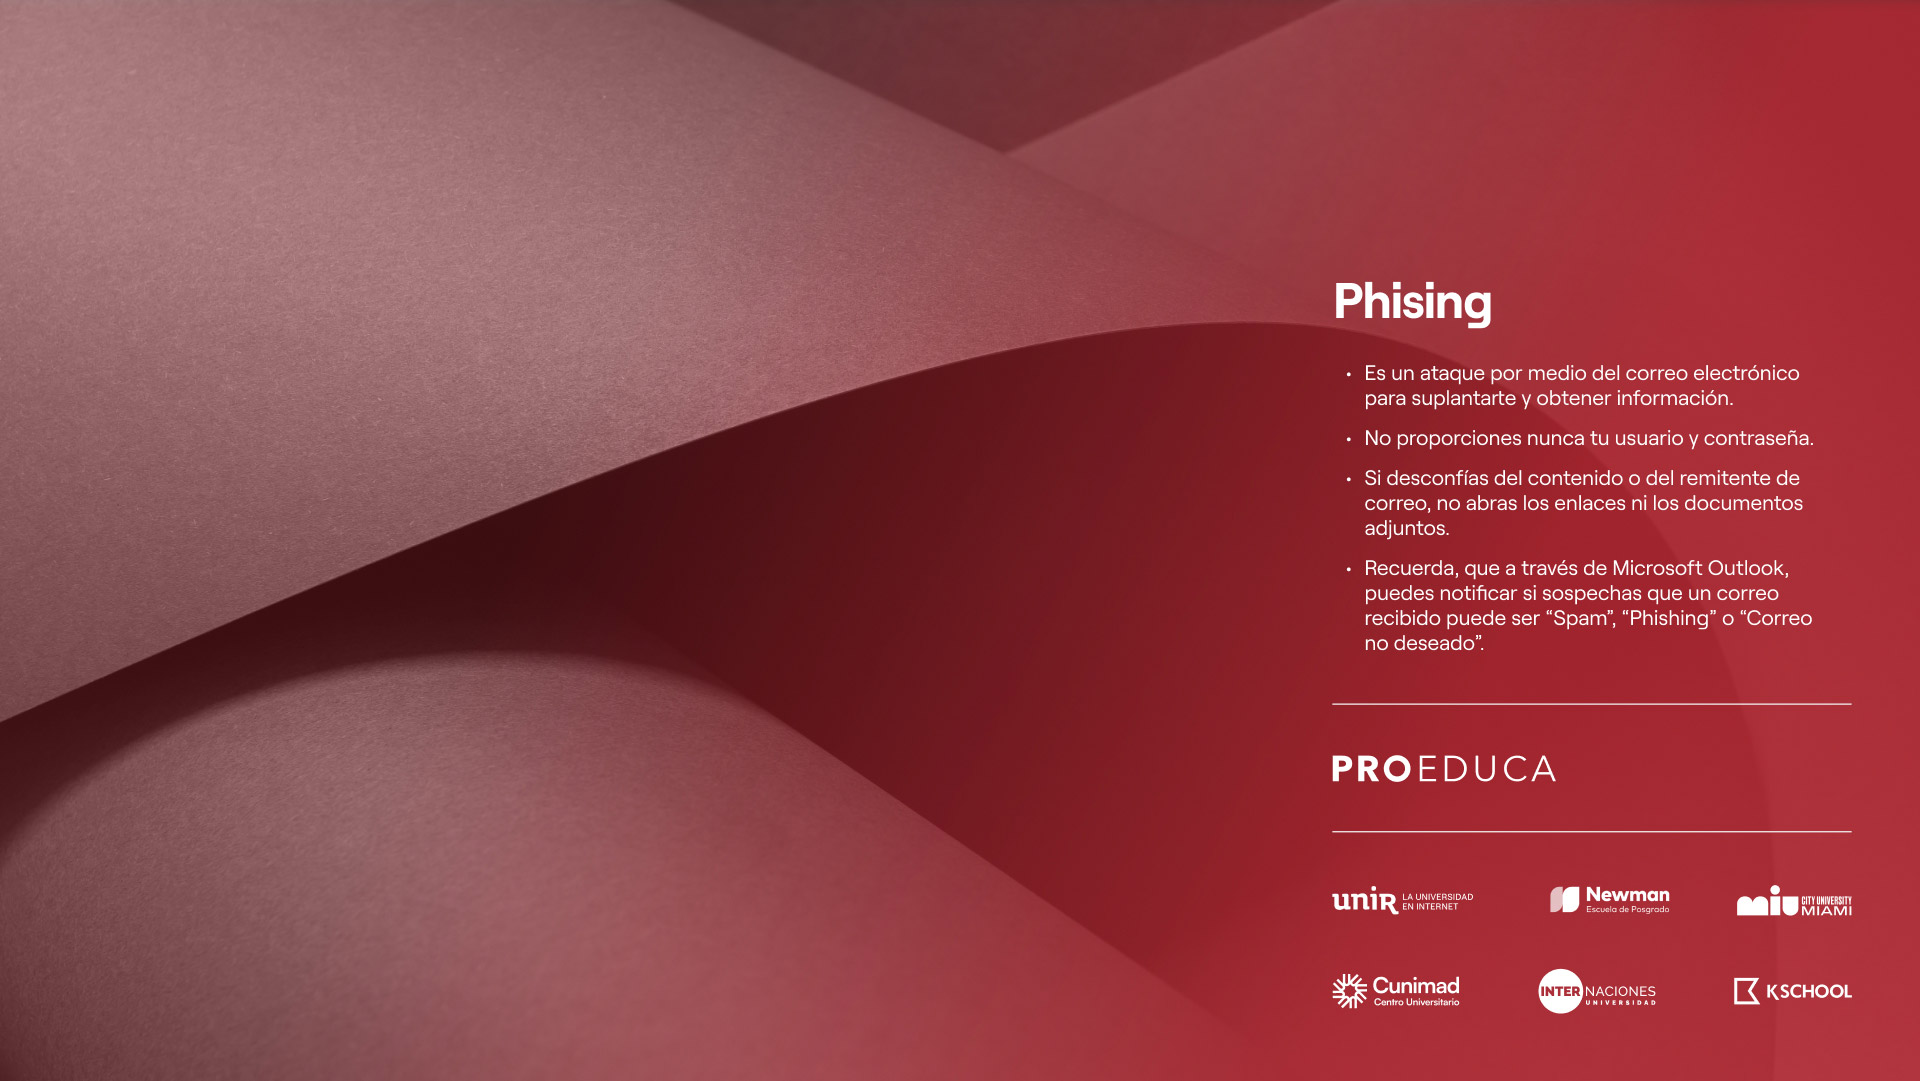 Phising
• Es un ataque por medio del correo electrónico
para suplantarte y obtener información.
• No proporciones nunca tu usuario y contraseña.
• Si desconfías del contenido o del remitente de
correo, no abras los enlaces ni los documentos
adjuntos.
• Recuerda, que a través de Microsoft Outlook,
puedes notificar si sospechas que un correo
recibido puede ser “Spam”, “Phishing” o “Correo
no deseado”.
PROEDUCA
unir LA UNIVERSIDAD
EN INTERNET
Newman
Escuela de Posgrado
miu CITY UNIVERSITY
MIAMI
Cunimad
Centro Universitario
INTERNACIONES
UNIVERSIDAD
KSCHOOL